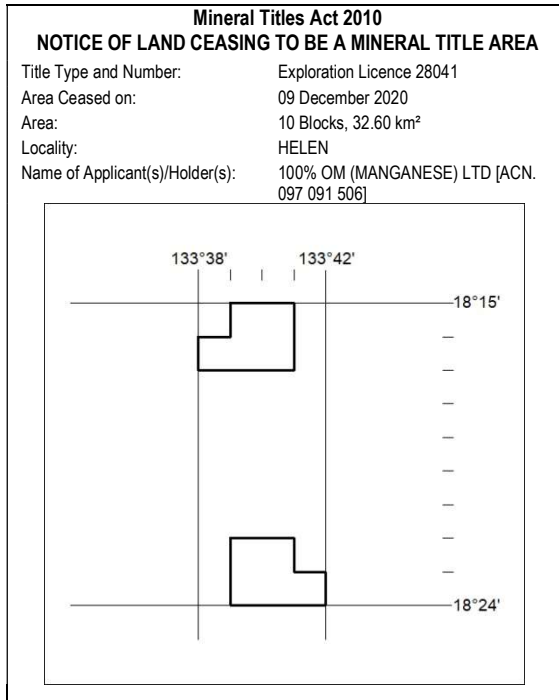 Mineral Titles Act 2010
NOTICE OF LAND CEASING TO BE A MINERAL TITLE AREA
Title Type and Number: Exploration Licence 28041
Area Ceased on: 09 December 2020
Area: 10 Blocks, 32.60 km²
Locality: HELEN
Name of Applicant(s)/Holder(s): 100% OM (MANGANESE) LTD [ACN.
097 091 506]
133°38' 133°42'
18°15'
18°24'